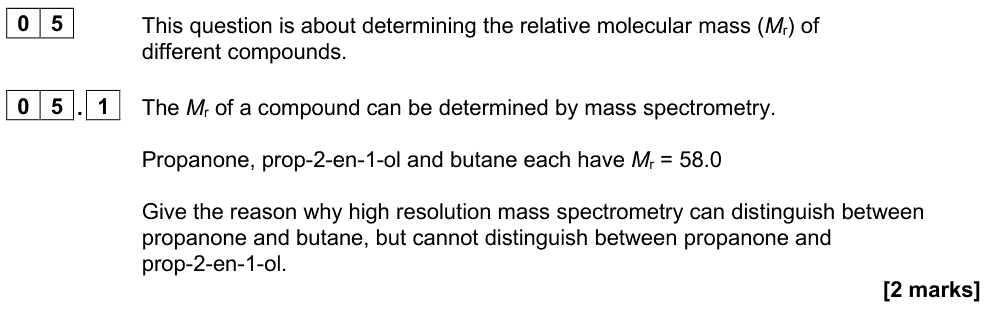 0 5 This question is about determining the relative molecular mass (Mr) of
different compounds.
0 5 . 1 The Mr of a compound can be determined by mass spectrometry.
Propanone, prop-2-en-1-ol and butane each have Mr = 58.0
Give the reason why high resolution mass spectrometry can distinguish between
propanone and butane, but cannot distinguish between propanone and
prop-2-en-1-ol.
[2 marks]